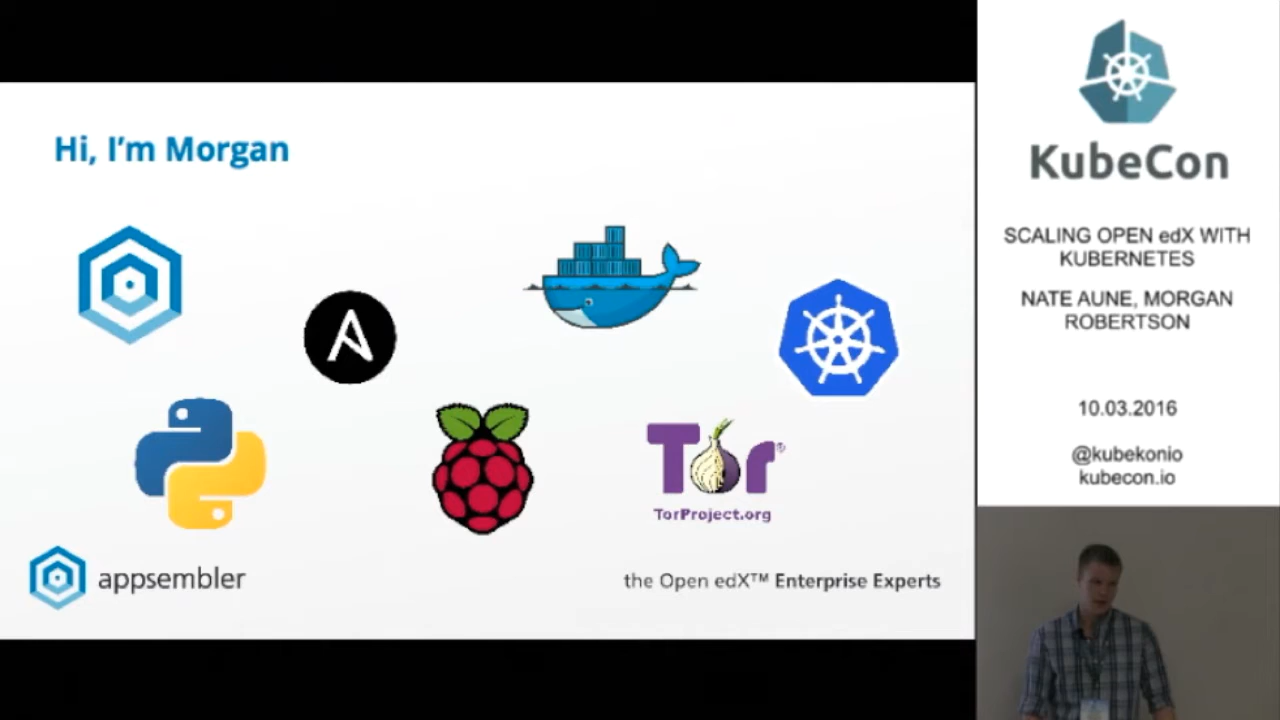 Hi, I'm Morgan
Tor®
TorProject.org
appsembler
the Open edX™ Enterprise Experts
KubeCon
SCALING OPEN edX WITH
KUBERNETES
NATE AUNE, MORGAN
ROBERTSON
10.03.2016
@kubekonio
kubecon.io